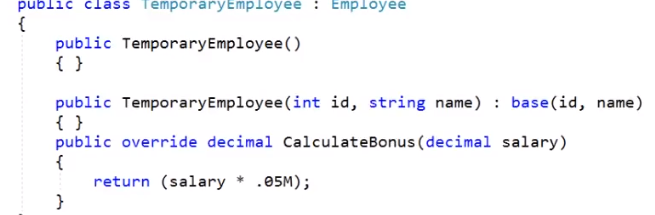 public class TemporaryEmployee : Employee
{
public TemporaryEmployee()
{ }
public TemporaryEmployee(int id, string name) : base(id, name)
{ }
public override decimal CalculateBonus(decimal salary)
{
return (salary * .05M);
}